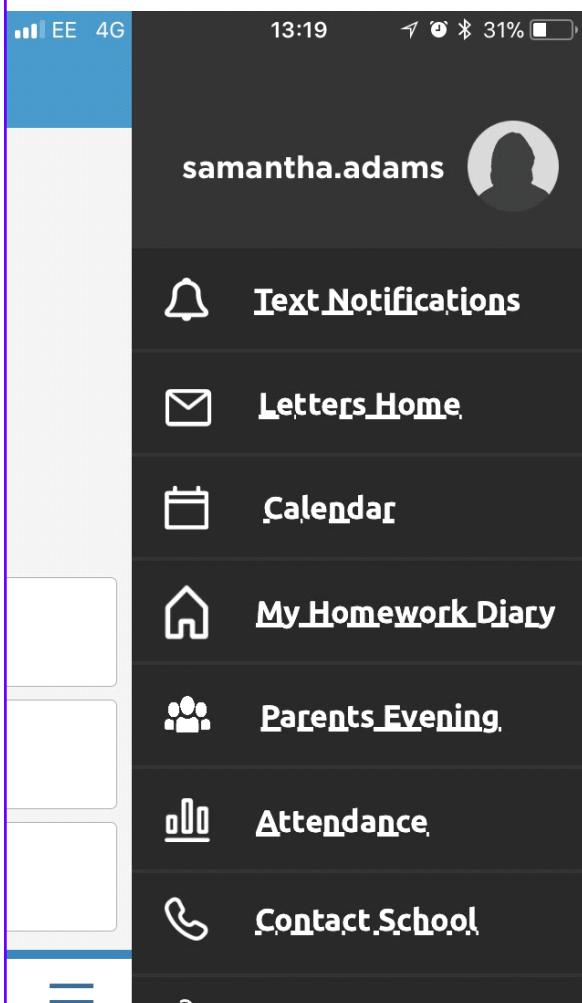 EE 4G 13:19 31%
samantha.adams
Text Notifications
Letters Home
Calendar
My Homework Diary
Parents Evening
Attendance
Contact School